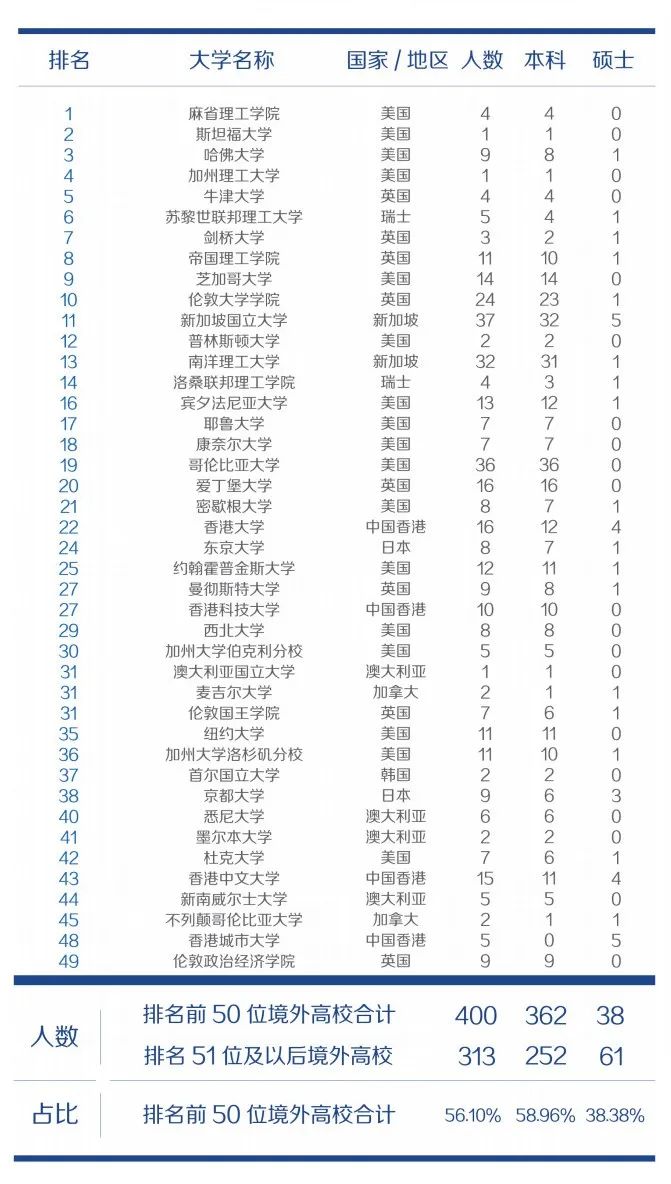 排名 大学名称 国家/地区 人数 本科 硕士
1 麻省理工学院 美国 4 4 0
2 斯坦福大学 美国 1 1 0
3 哈佛大学 美国 9 8 1
4 加州理工大学 美国 1 1 0
5 牛津大学 英国 4 4 0
6 苏黎世联邦理工大学 瑞士 5 4 1
7 剑桥大学 英国 3 2 1
8 帝国理工学院 英国 11 10 1
9 芝加哥大学 美国 14 14 0
10 伦敦大学学院 英国 24 23 1
11 新加坡国立大学 新加坡 37 32 5
12 普林斯顿大学 美国 2 2 0
13 南洋理工大学 新加坡 32 31 1
14 洛桑联邦理工学院 瑞士 4 3 1
16 宾夕法尼亚大学 美国 13 12 1
17 耶鲁大学 美国 7 7 0
18 康奈尔大学 美国 7 7 0
19 哥伦比亚大学 美国 36 36 0
20 爱丁堡大学 英国 16 16 0
21 密歇根大学 美国 8 7 1
22 香港大学 中国香港 16 12 4
24 东京大学 日本 8 7 1
25 约翰霍普金斯大学 美国 12 11 1
27 曼彻斯特大学 英国 9 8 1
27 香港科技大学 中国香港 10 10 0
29 西北大学 美国 8 8 0
30 加州大学伯克利分校 美国 5 5 0
31 澳大利亚国立大学 澳大利亚 1 1 0
31 麦吉尔大学 加拿大 2 1 1
31 伦敦国王学院 英国 7 6 1
35 纽约大学 美国 11 11 0
36 加州大学洛杉矶分校 美国 11 10 1
37 首尔国立大学 韩国 2 2 0
38 京都大学 日本 9 6 3
40 悉尼大学 澳大利亚 6 6 0
41 墨尔本大学 澳大利亚 2 2 0
42 杜克大学 美国 7 6 1
43 香港中文大学 中国香港 15 11 4
44 新南威尔士大学 澳大利亚 5 5 0
45 不列颠哥伦比亚大学 加拿大 2 1 1
48 香港城市大学 中国香港 5 0 5
49 伦敦政治经济学院 英国 9 9 0
人数
排名前50位境外高校合计 400 362 38
排名51位及以后境外高校 313 252 61
占比 排名前50位境外高校合计 56.10% 58.96% 38.38%